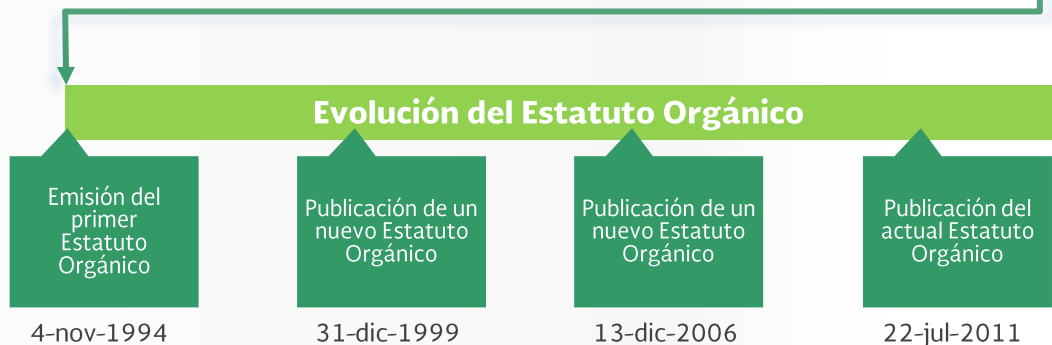 Evolución del Estatuto Orgánico
Emisión del
primer
Estatuto
Orgánico
4-nov-1994
Publicación de un
nuevo Estatuto
Orgánico
31-dic-1999
Publicación de un
nuevo Estatuto
Orgánico
13-dic-2006
Publicación del
actual Estatuto
Orgánico
22-jul-2011